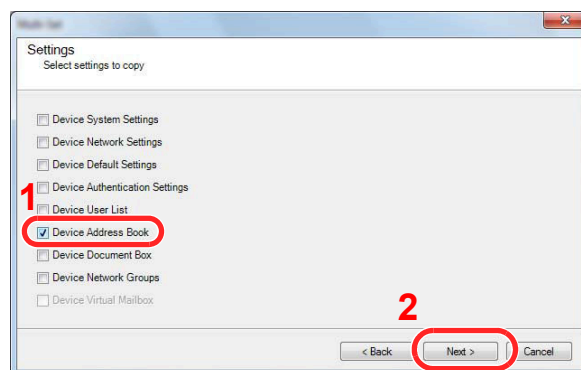 Settings
Select settings to copy
Device System Settings
Device Network Settings
Device Default Settings
Device Authentication Settings
1
Device User List
Device Address Book
Device Document Box
Device Network Groups
Device Virtual Mailbox
2
< Back
Next >
Cancel